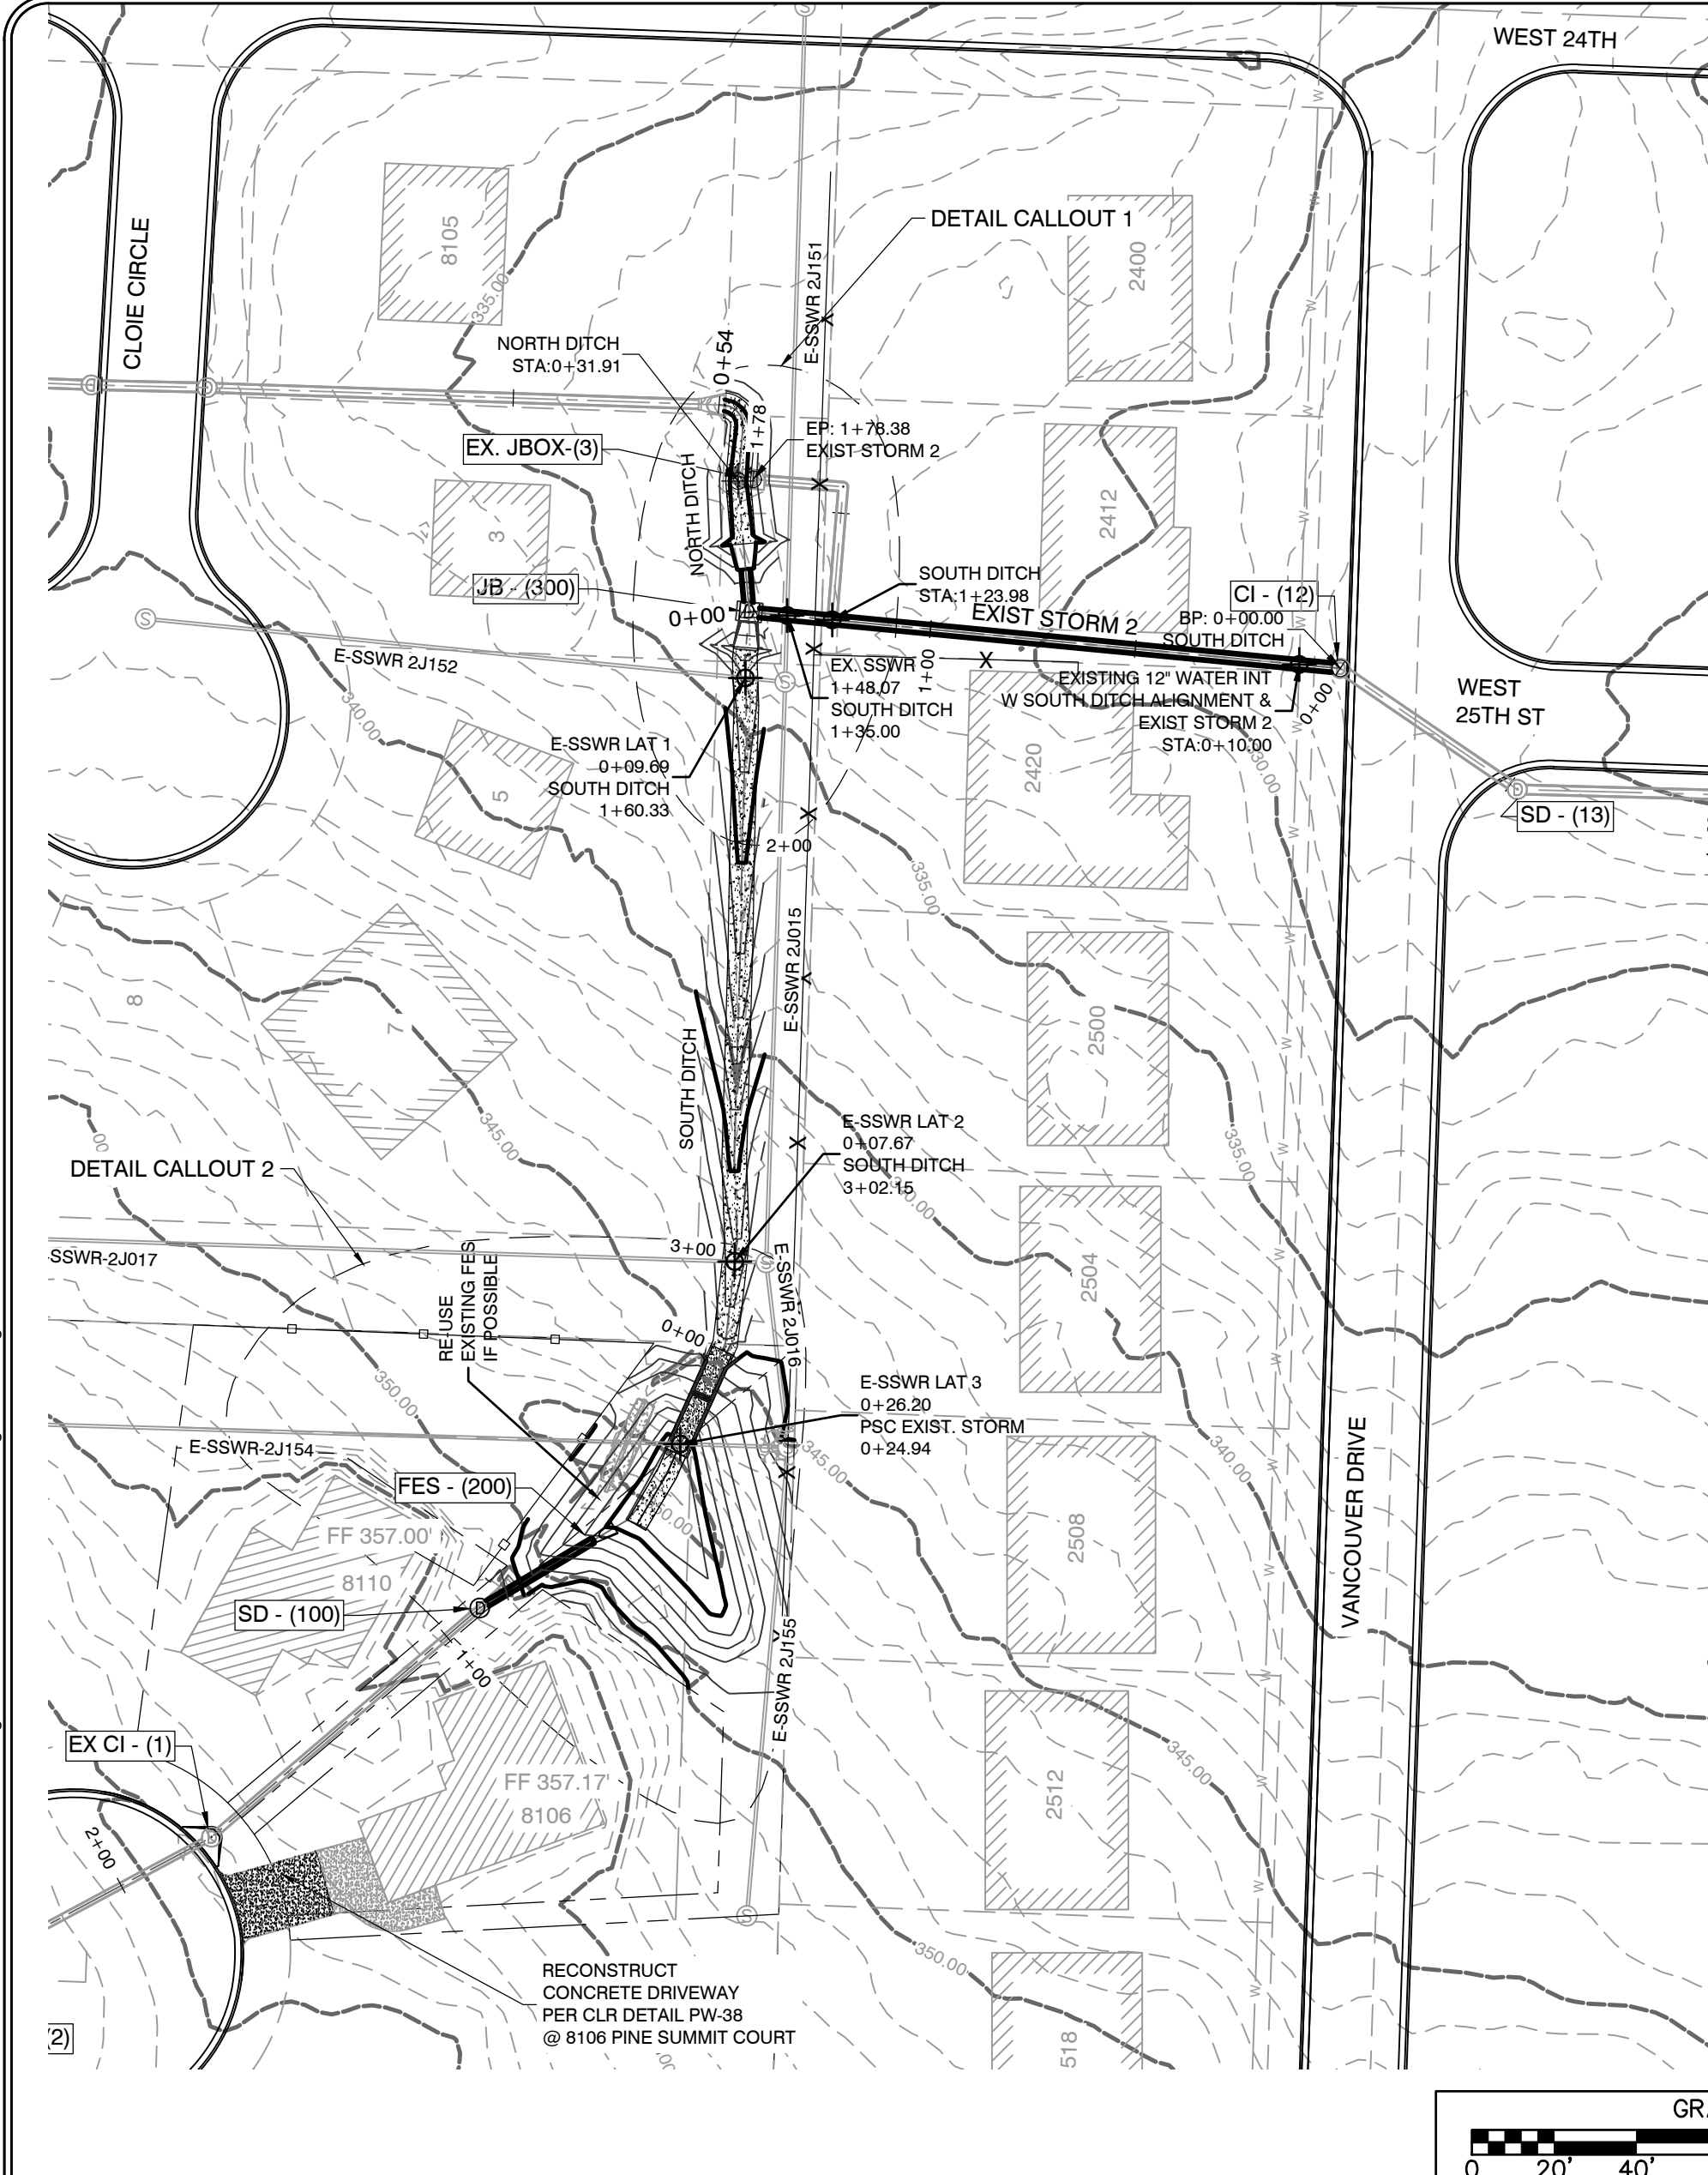 WEST 24TH
CLOIE CIRCLE
8105
335.00
DETAIL CALLOUT 1
E-SSWR 2J151
2400
NORTH DITCH
STA:0+31.91
0+54
1+78
EX. JBOX-(3)
EP: 1+78.38
EXIST STORM 2
NORTH DITCH
3
2412
JB - (300)
0+00
SOUTH DITCH
STA:1+23.98
EXIST STORM 2
CI - (12)
BP: 0+00.00
SOUTH DITCH
E-SSWR 2J152
EX. SSWR
1+48.07
SOUTH DITCH
1+35.00
1+00
EXISTING 12" WATER INT
W SOUTH DITCH ALIGNMENT &
EXIST STORM 2
STA:0+10.00
0+00
WEST
25TH ST
340.00
330.00
E-SSWR LAT 1
0+09.69
SOUTH DITCH
1+60.33
5
2420
SD - (13)
2+00
335.00
E-SSWR 2J015
8
7
2500
SOUTH DITCH
345.00
E-SSWR LAT 2
0+07.67
SOUTH DITCH
3+02.15
335.00
340.00
DETAIL CALLOUT 2
SSWR-2J017
3+00
E-SSWR 2J016
2504
RE-USE
EXISTING FES
IF POSSIBLE
0+00
350.00
E-SSWR LAT 3
0+26.20
PSC EXIST. STORM
0+24.94
E-SSWR-2J154
345.00
340.00
VANCOUVER DRIVE
FES - (200)
FF 357.00'
8110
2508
SD - (100)
1+00
E-SSWR 2J155
EX CI - (1)
FF 357.17'
8106
2512
345.00
2+00
350.00
RECONSTRUCT
CONCRETE DRIVEWAY
PER CLR DETAIL PW-38
@ 8106 PINE SUMMIT COURT
518
(2)
GR
0 20' 40'